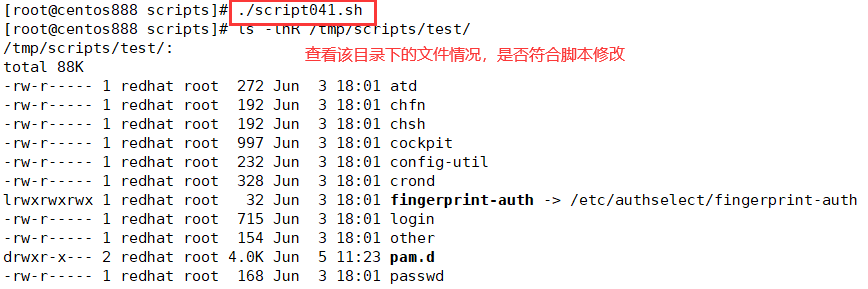 [root@centos888 scripts]# ./script041.sh
[root@centos888 scripts]# ls -lhR /tmp/scripts/test/
/tmp/scripts/test/:
查看该目录下的文件情况，是否符合脚本修改
total 88K
-rw-r----- 1 redhat root  272 Jun  3 18:01 atd
-rw-r----- 1 redhat root  192 Jun  3 18:01 chfn
-rw-r----- 1 redhat root  192 Jun  3 18:01 chsh
-rw-r----- 1 redhat root  997 Jun  3 18:01 cockpit
-rw-r----- 1 redhat root  232 Jun  3 18:01 config-util
-rw-r----- 1 redhat root  328 Jun  3 18:01 crond
lrwxrwxrwx 1 redhat root   32 Jun  3 18:01 fingerprint-auth -> /etc/authselect/fingerprint-auth
-rw-r----- 1 redhat root  715 Jun  3 18:01 login
-rw-r----- 1 redhat root  154 Jun  3 18:01 other
drwxr-x--- 2 redhat root 4.0K Jun  5 11:23 pam.d
-rw-r----- 1 redhat root  168 Jun  3 18:01 passwd